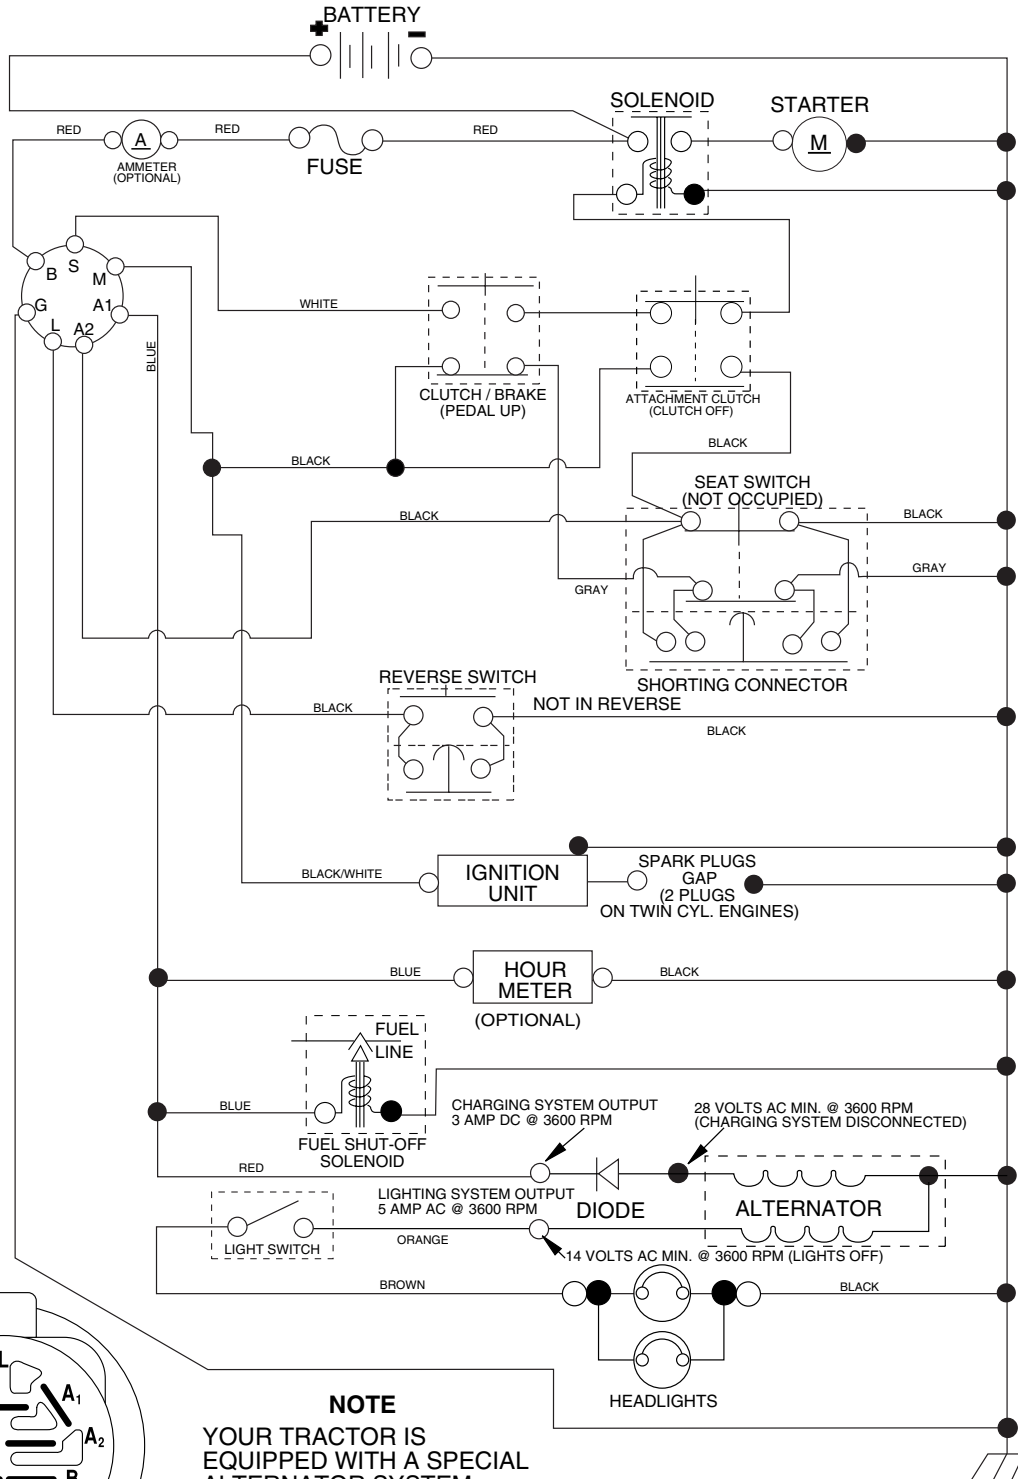 BATTERY
+ -
SOLENOID
STARTER
RED
A
RED
RED
M
AMMETER
(OPTIONAL)
FUSE
B
S
M
G
A1
L
A2
WHITE
BLUE
CLUTCH / BRAKE
(PEDAL UP)
ATTACHMENT CLUTCH
(CLUTCH OFF)
BLACK
BLACK
SEAT SWITCH
(NOT OCCUPIED)
BLACK
BLACK
GRAY
GRAY
SHORTING CONNECTOR
REVERSE SWITCH
NOT IN REVERSE
BLACK
BLACK
IGNITION
UNIT
BLACK/WHITE
SPARK PLUGS
GAP
(2 PLUGS
ON TWIN CYL. ENGINES)
BLUE
HOUR
METER
BLACK
(OPTIONAL)
FUEL
LINE
BLUE
FUEL SHUT-OFF
SOLENOID
CHARGING SYSTEM OUTPUT
3 AMP DC @ 3600 RPM
28 VOLTS AC MIN. @ 3600 RPM
(CHARGING SYSTEM DISCONNECTED)
RED
LIGHTING SYSTEM OUTPUT
5 AMP AC @ 3600 RPM
DIODE
ALTERNATOR
LIGHT SWITCH
ORANGE
14 VOLTS AC MIN. @ 3600 RPM (LIGHTS OFF)
BROWN
BLACK
HEADLIGHTS
L
A1
A2
B
NOTE
YOUR TRACTOR IS
EQUIPPED WITH A SPECIAL
ALTERNATOR SYSTEM